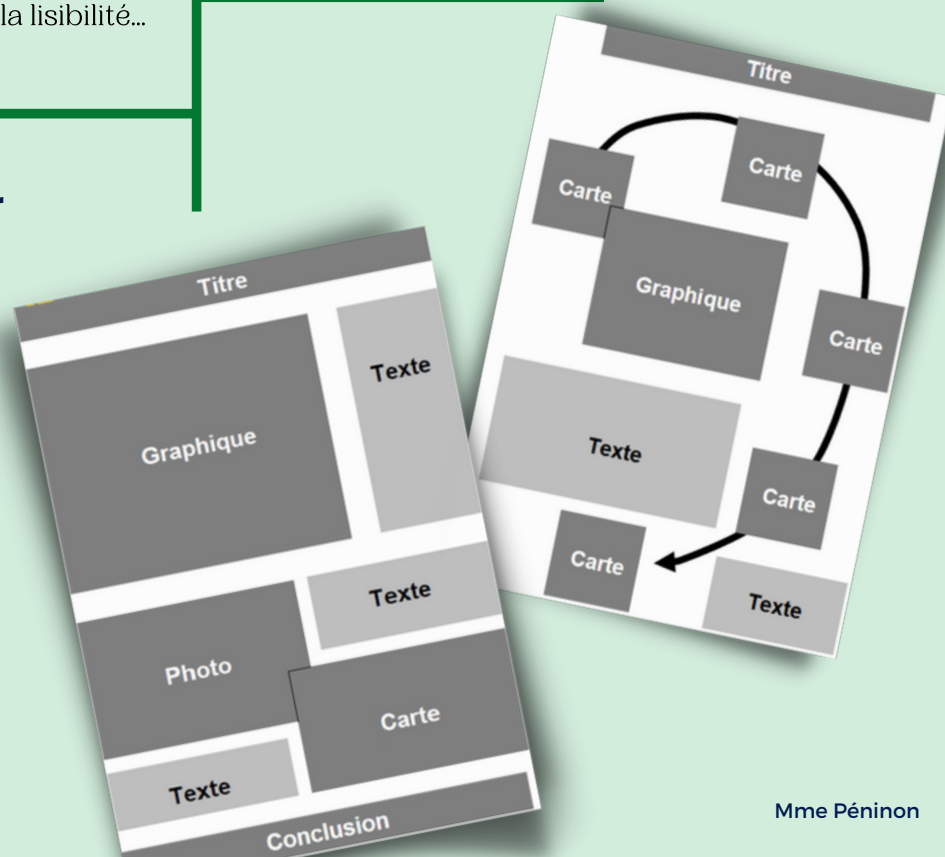 la lisibilité...
Titre
Carte
Carte
Graphique
Carte
Texte
Carte
Carte
Texte
Titre
Texte
Graphique
Texte
Photo
Carte
Texte
Conclusion
Mme Péninon